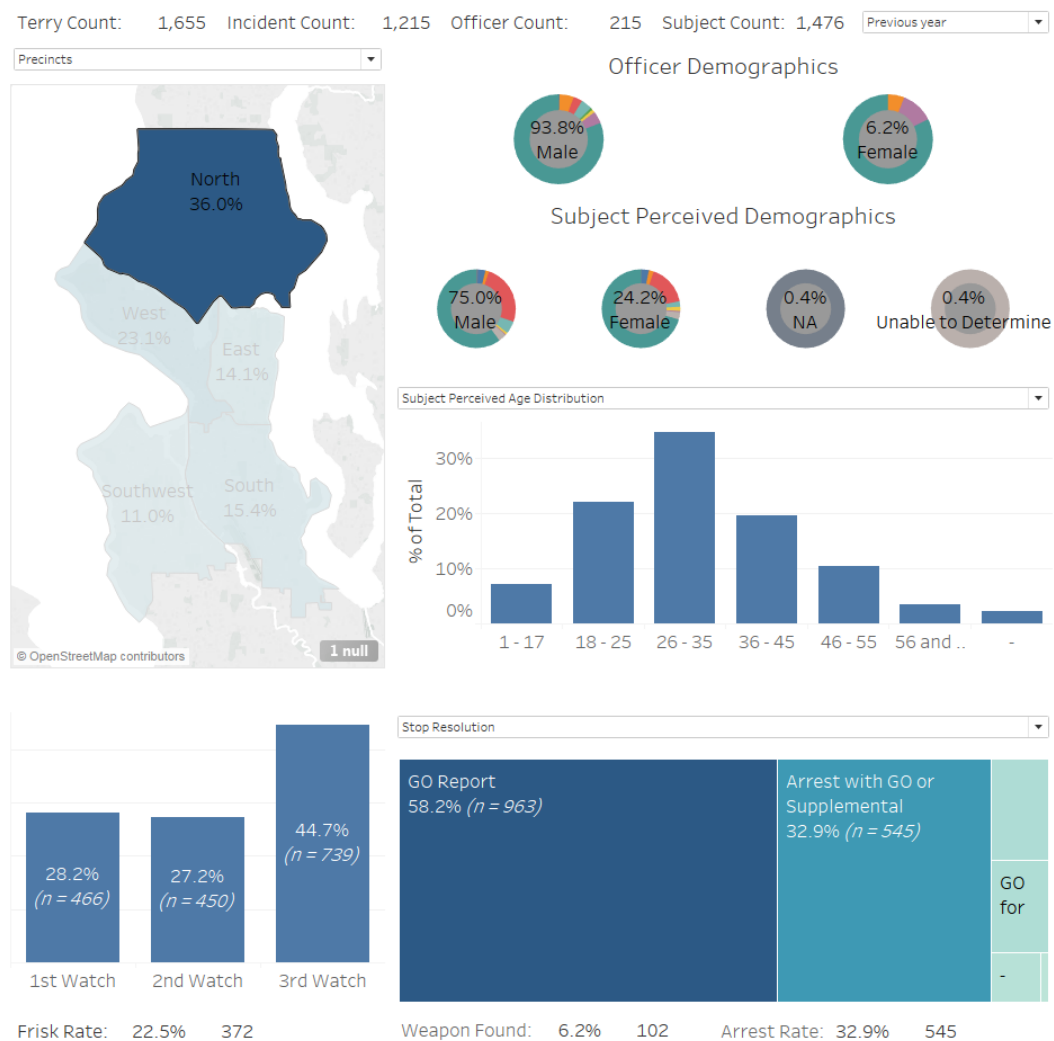 Terry Count: 1,655 Incident Count: 1,215 Officer Count: 215 Subject Count: 1,476 Previous year
Precincts
Officer Demographics
93.8%
Male
6.2%
Female
Subject Perceived Demographics
75.0%
Male
24.2%
Female
0.4%
NA
0.4%
Unable to Determine
North
36.0%
West
23.1%
East
14.1%
Southwest
11.0%
South
15.4%
© OpenStreetMap contributors
1 null
Subject Perceived Age Distribution
% of Total
30%
20%
10%
0%
1 - 17 18 - 25 26 - 35 36 - 45 46 - 55 56 and .. -
28.2%
(n = 466)
27.2%
(n = 450)
44.7%
(n = 739)
1st Watch 2nd Watch 3rd Watch
Stop Resolution
GO Report
58.2% (n = 963)
Arrest with GO or
Supplemental
32.9% (n = 545)
GO
for
-
Frisk Rate: 22.5% 372
Weapon Found: 6.2% 102
Arrest Rate: 32.9% 545